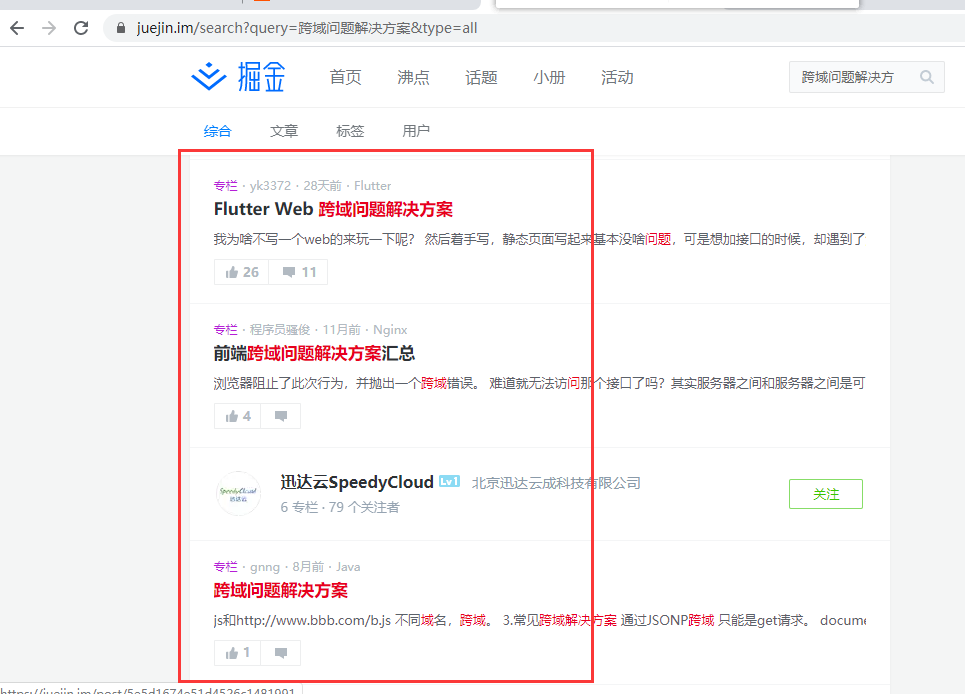 juejin.im/search?query=跨域问题解决方案&type=all
掘金 首页 沸点 话题 小册 活动 跨域问题解决方
综合 文章 标签 用户
专栏 · yk3372 · 28天前 · Flutter
Flutter Web 跨域问题解决方案
我为啥不写一个web的来玩一下呢？ 然后着手写，静态页面写起来基本没啥问题，可是想加接口的时候，却遇到了
26 11
专栏 · 程序员骚俊 · 11月前 · Nginx
前端跨域问题解决方案汇总
浏览器阻止了此次行为，并抛出一个跨域错误。 难道就无法访问那个接口了吗？其实服务器之间和服务器之间是可
4
SpeedyCloud
迅达云
迅达云SpeedyCloud Lv1 北京迅达云成科技有限公司
6 专栏 · 79 个关注者
关注
专栏 · gnng · 8月前 · Java
跨域问题解决方案
js和http://www.bbb.com/b.js 不同域名，跨域。 3.常见跨域解决方案 通过JSONP跨域 只能是get请求。 docume
1
https://juejin.im/post/5e5d1674e51d4526c1481991